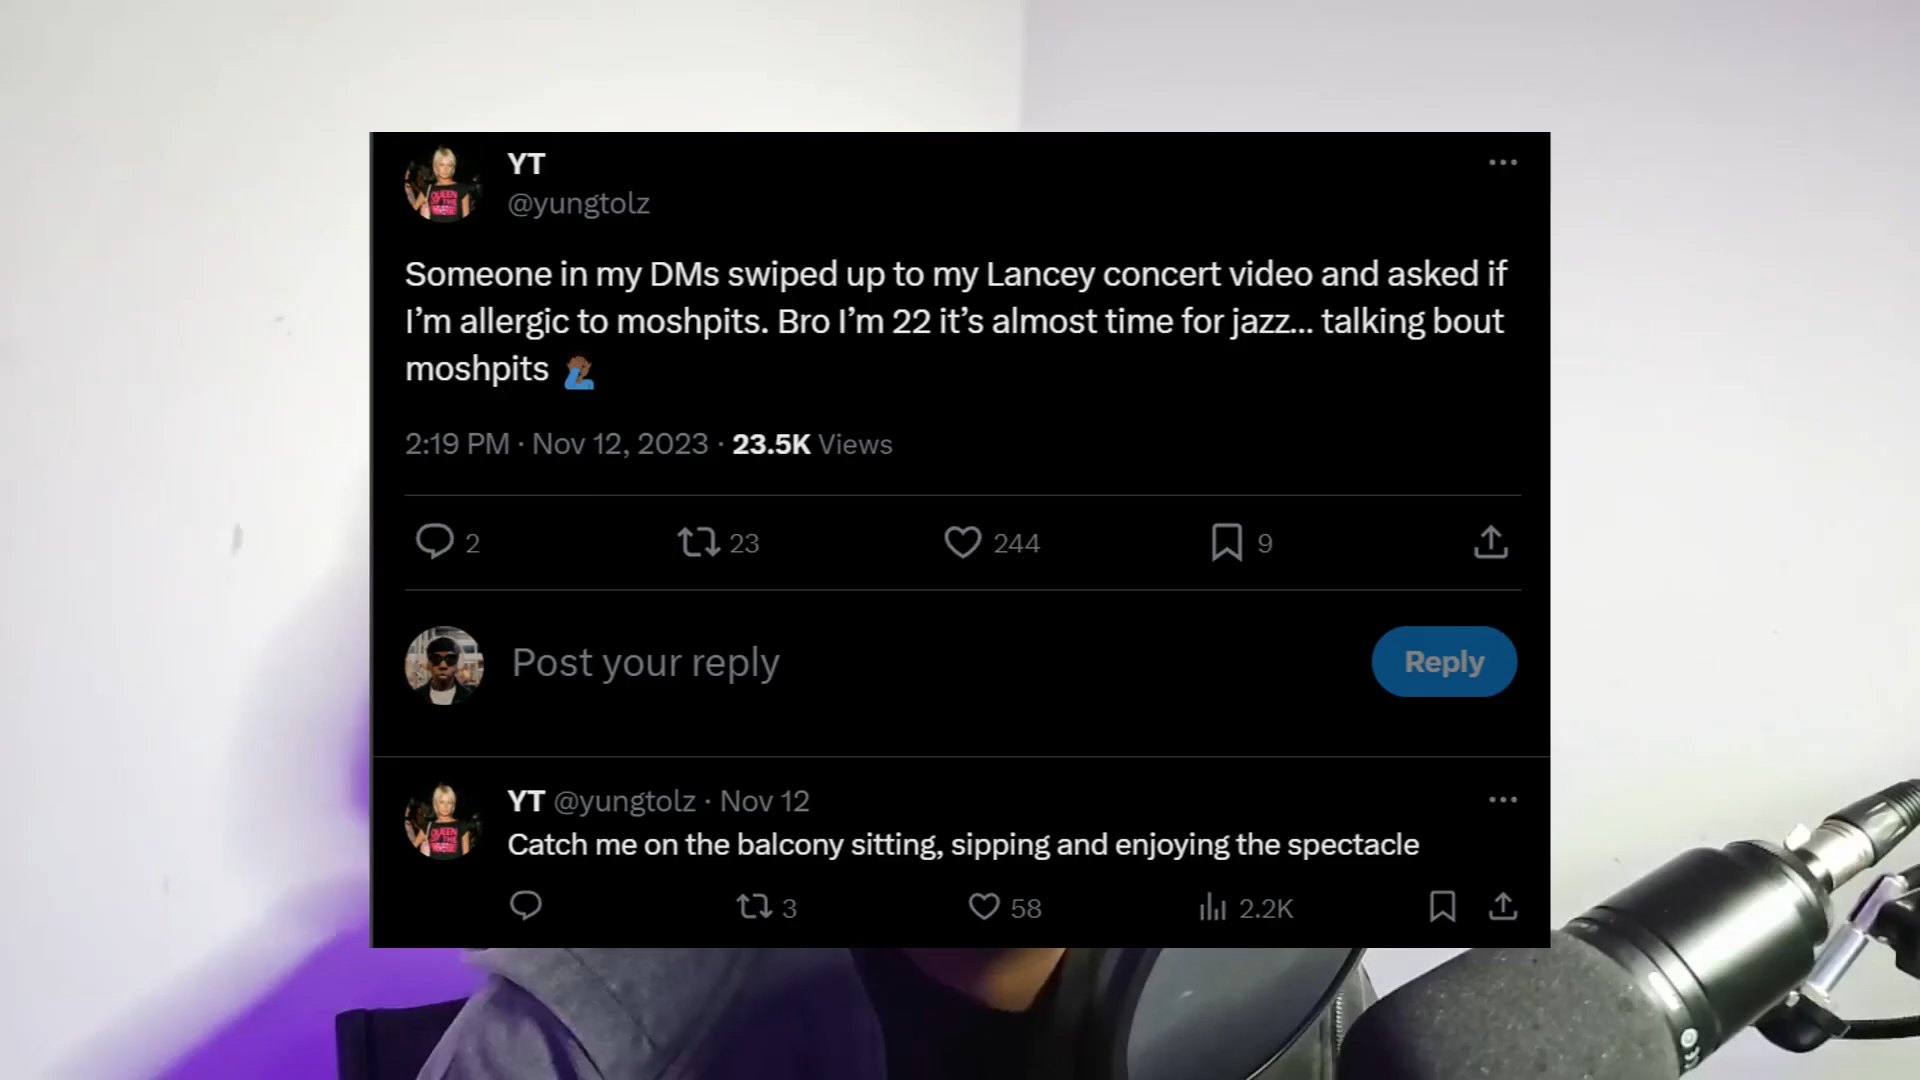 YT
@yungtolz
Someone in my DMs swiped up to my Lancey concert video and asked if
I’m allergic to moshpits. Bro I’m 22 it’s almost time for jazz... talking bout
moshpits 🤦🏾‍♂️
2:19 PM · Nov 12, 2023 · 23.5K Views
2 23 244 9
Post your reply
Reply
YT @yungtolz · Nov 12
Catch me on the balcony sitting, sipping and enjoying the spectacle
3 58 2.2K